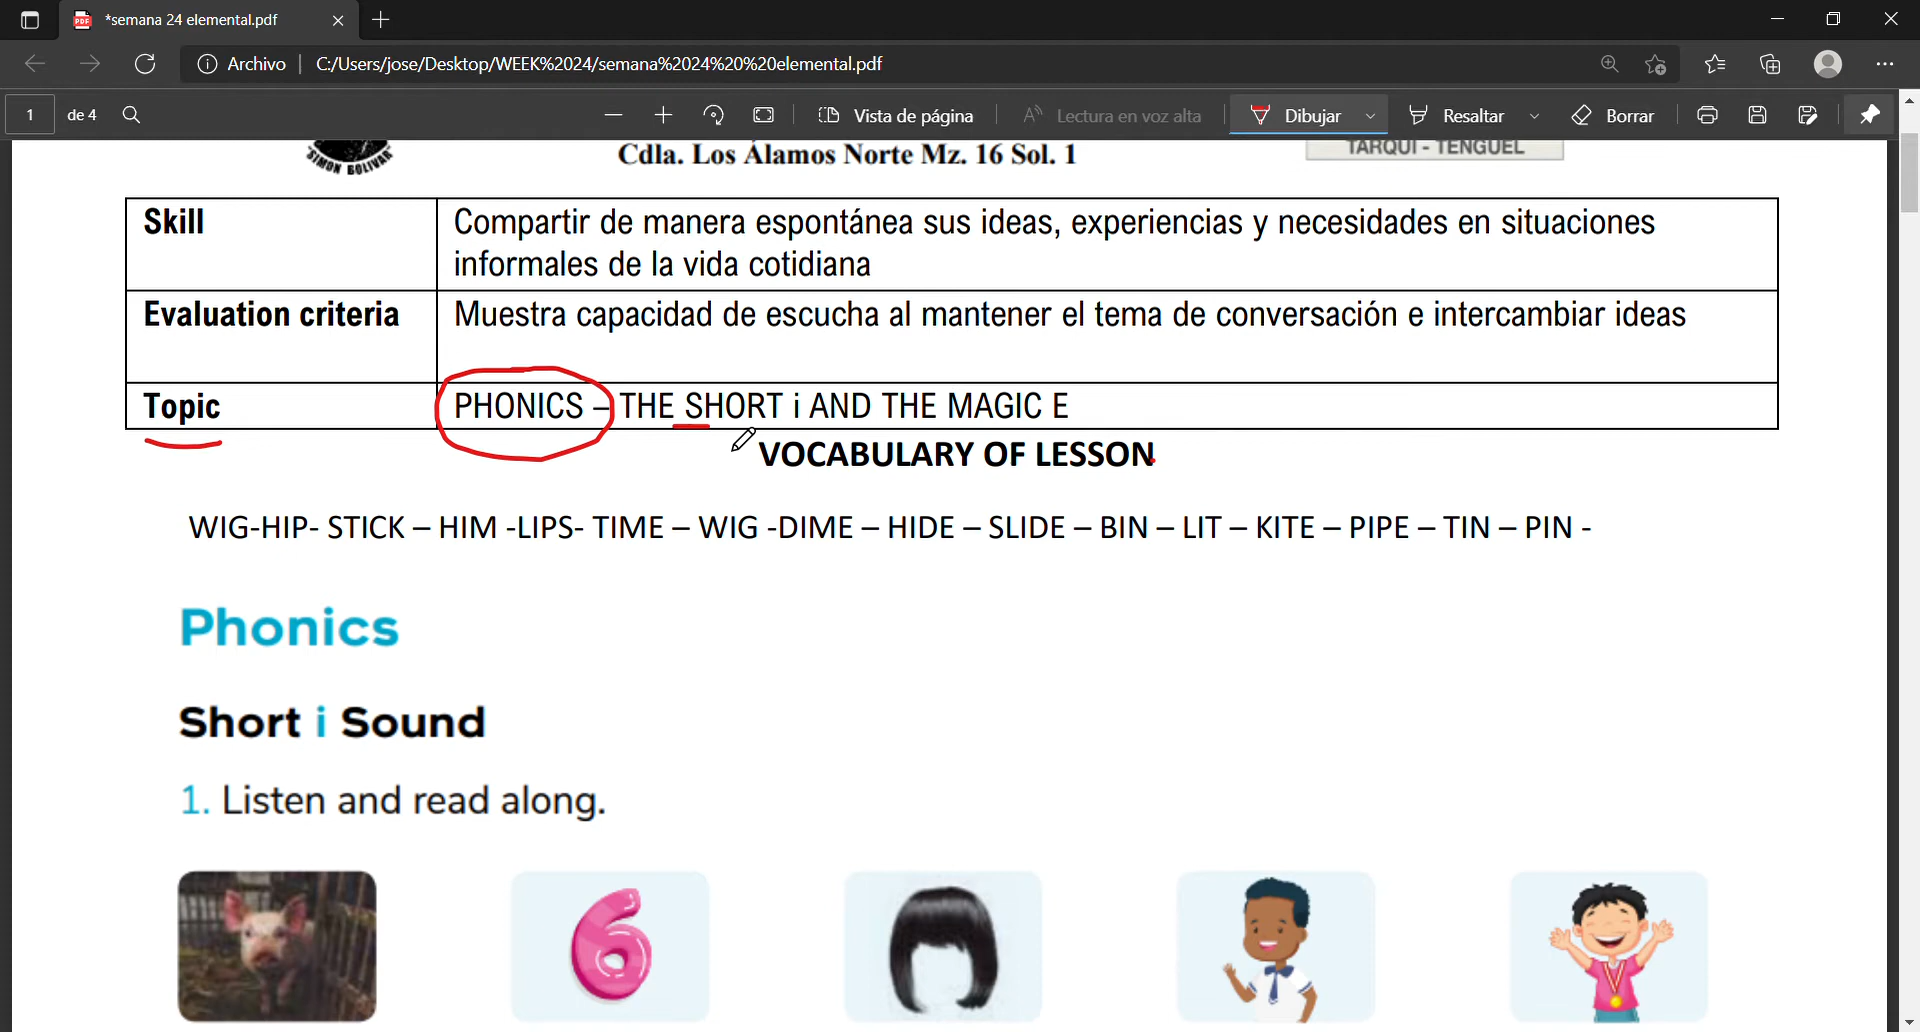 *semana 24 elemental.pdf
Archivo | C:/Users/jose/Desktop/WEEK%2024/semana%2024%20%20elemental.pdf
1 de 4 Vista de página Lectura en voz alta Dibujar Resaltar Borrar
SIMON BOLIVAR
Cdla. Los Álamos Norte Mz. 16 Sol. 1
TARQUI - TENGUEL
Skill
Compartir de manera espontánea sus ideas, experiencias y necesidades en situaciones
informales de la vida cotidiana
Evaluation criteria
Muestra capacidad de escucha al mantener el tema de conversación e intercambiar ideas
Topic
PHONICS – THE SHORT i AND THE MAGIC E
VOCABULARY OF LESSON
WIG-HIP- STICK – HIM -LIPS- TIME – WIG -DIME – HIDE – SLIDE – BIN – LIT – KITE – PIPE – TIN – PIN -
Phonics
Short i Sound
1. Listen and read along.
6